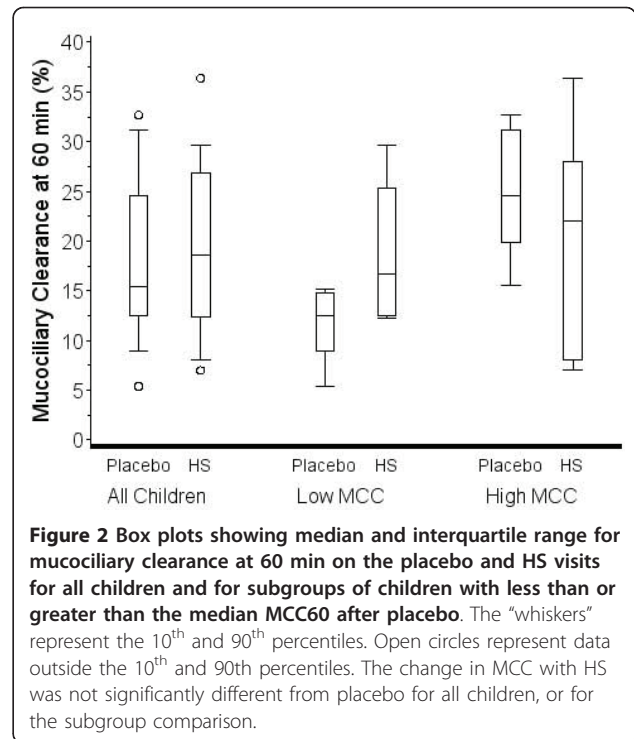 40
35
30
25
20
15
10
5
0
Mucociliary Clearance at 60 min (%)
Placebo HS Placebo HS Placebo HS
All Children Low MCC High MCC
Figure 2 Box plots showing median and interquartile range for
mucociliary clearance at 60 min on the placebo and HS visits
for all children and for subgroups of children with less than or
greater than the median MCC60 after placebo. The "whiskers"
represent the 10th and 90th percentiles. Open circles represent data
outside the 10th and 90th percentiles. The change in MCC with HS
was not significantly different from placebo for all children, or for
the subgroup comparison.